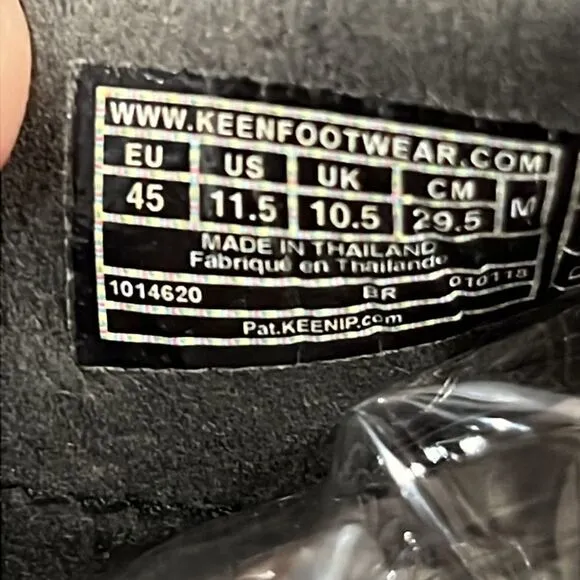 WWW.KEENFOOTWEAR.COM
EU US UK CM M
45 11.5 10.5 29.5
MADE IN THAILAND
Fabriqué en Thaïlande
1014620 BR 010118
Pat.KEENIP.com